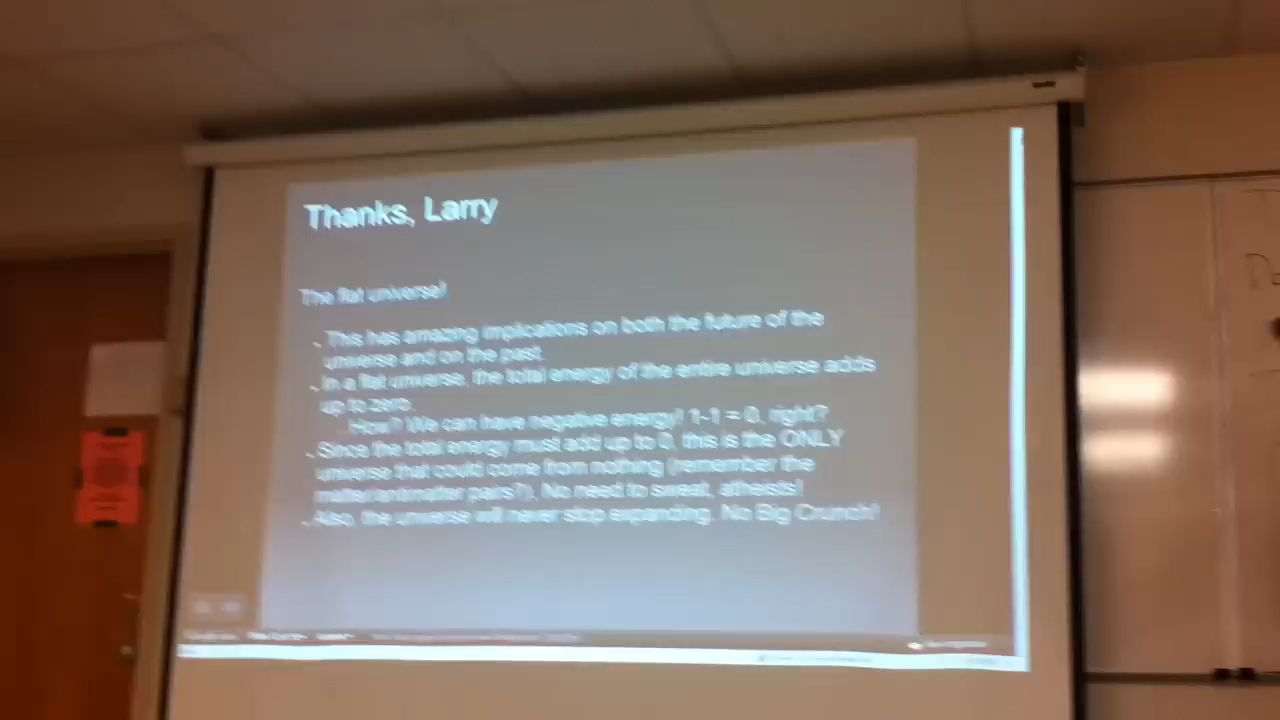 Thanks, Larry
The flat universe!
This has amazing implications on both the future of the
universe and on the past.
In a flat universe, the total energy of the entire universe adds
up to zero.
How? We can have negative energy! 1-1 = 0, right?
Since the total energy must add up to 0, this is the ONLY
universe that could come from nothing (remember the
matter/antimatter pairs?). No need to sweat, atheists!
Also, the universe will never stop expanding. No Big Crunch!